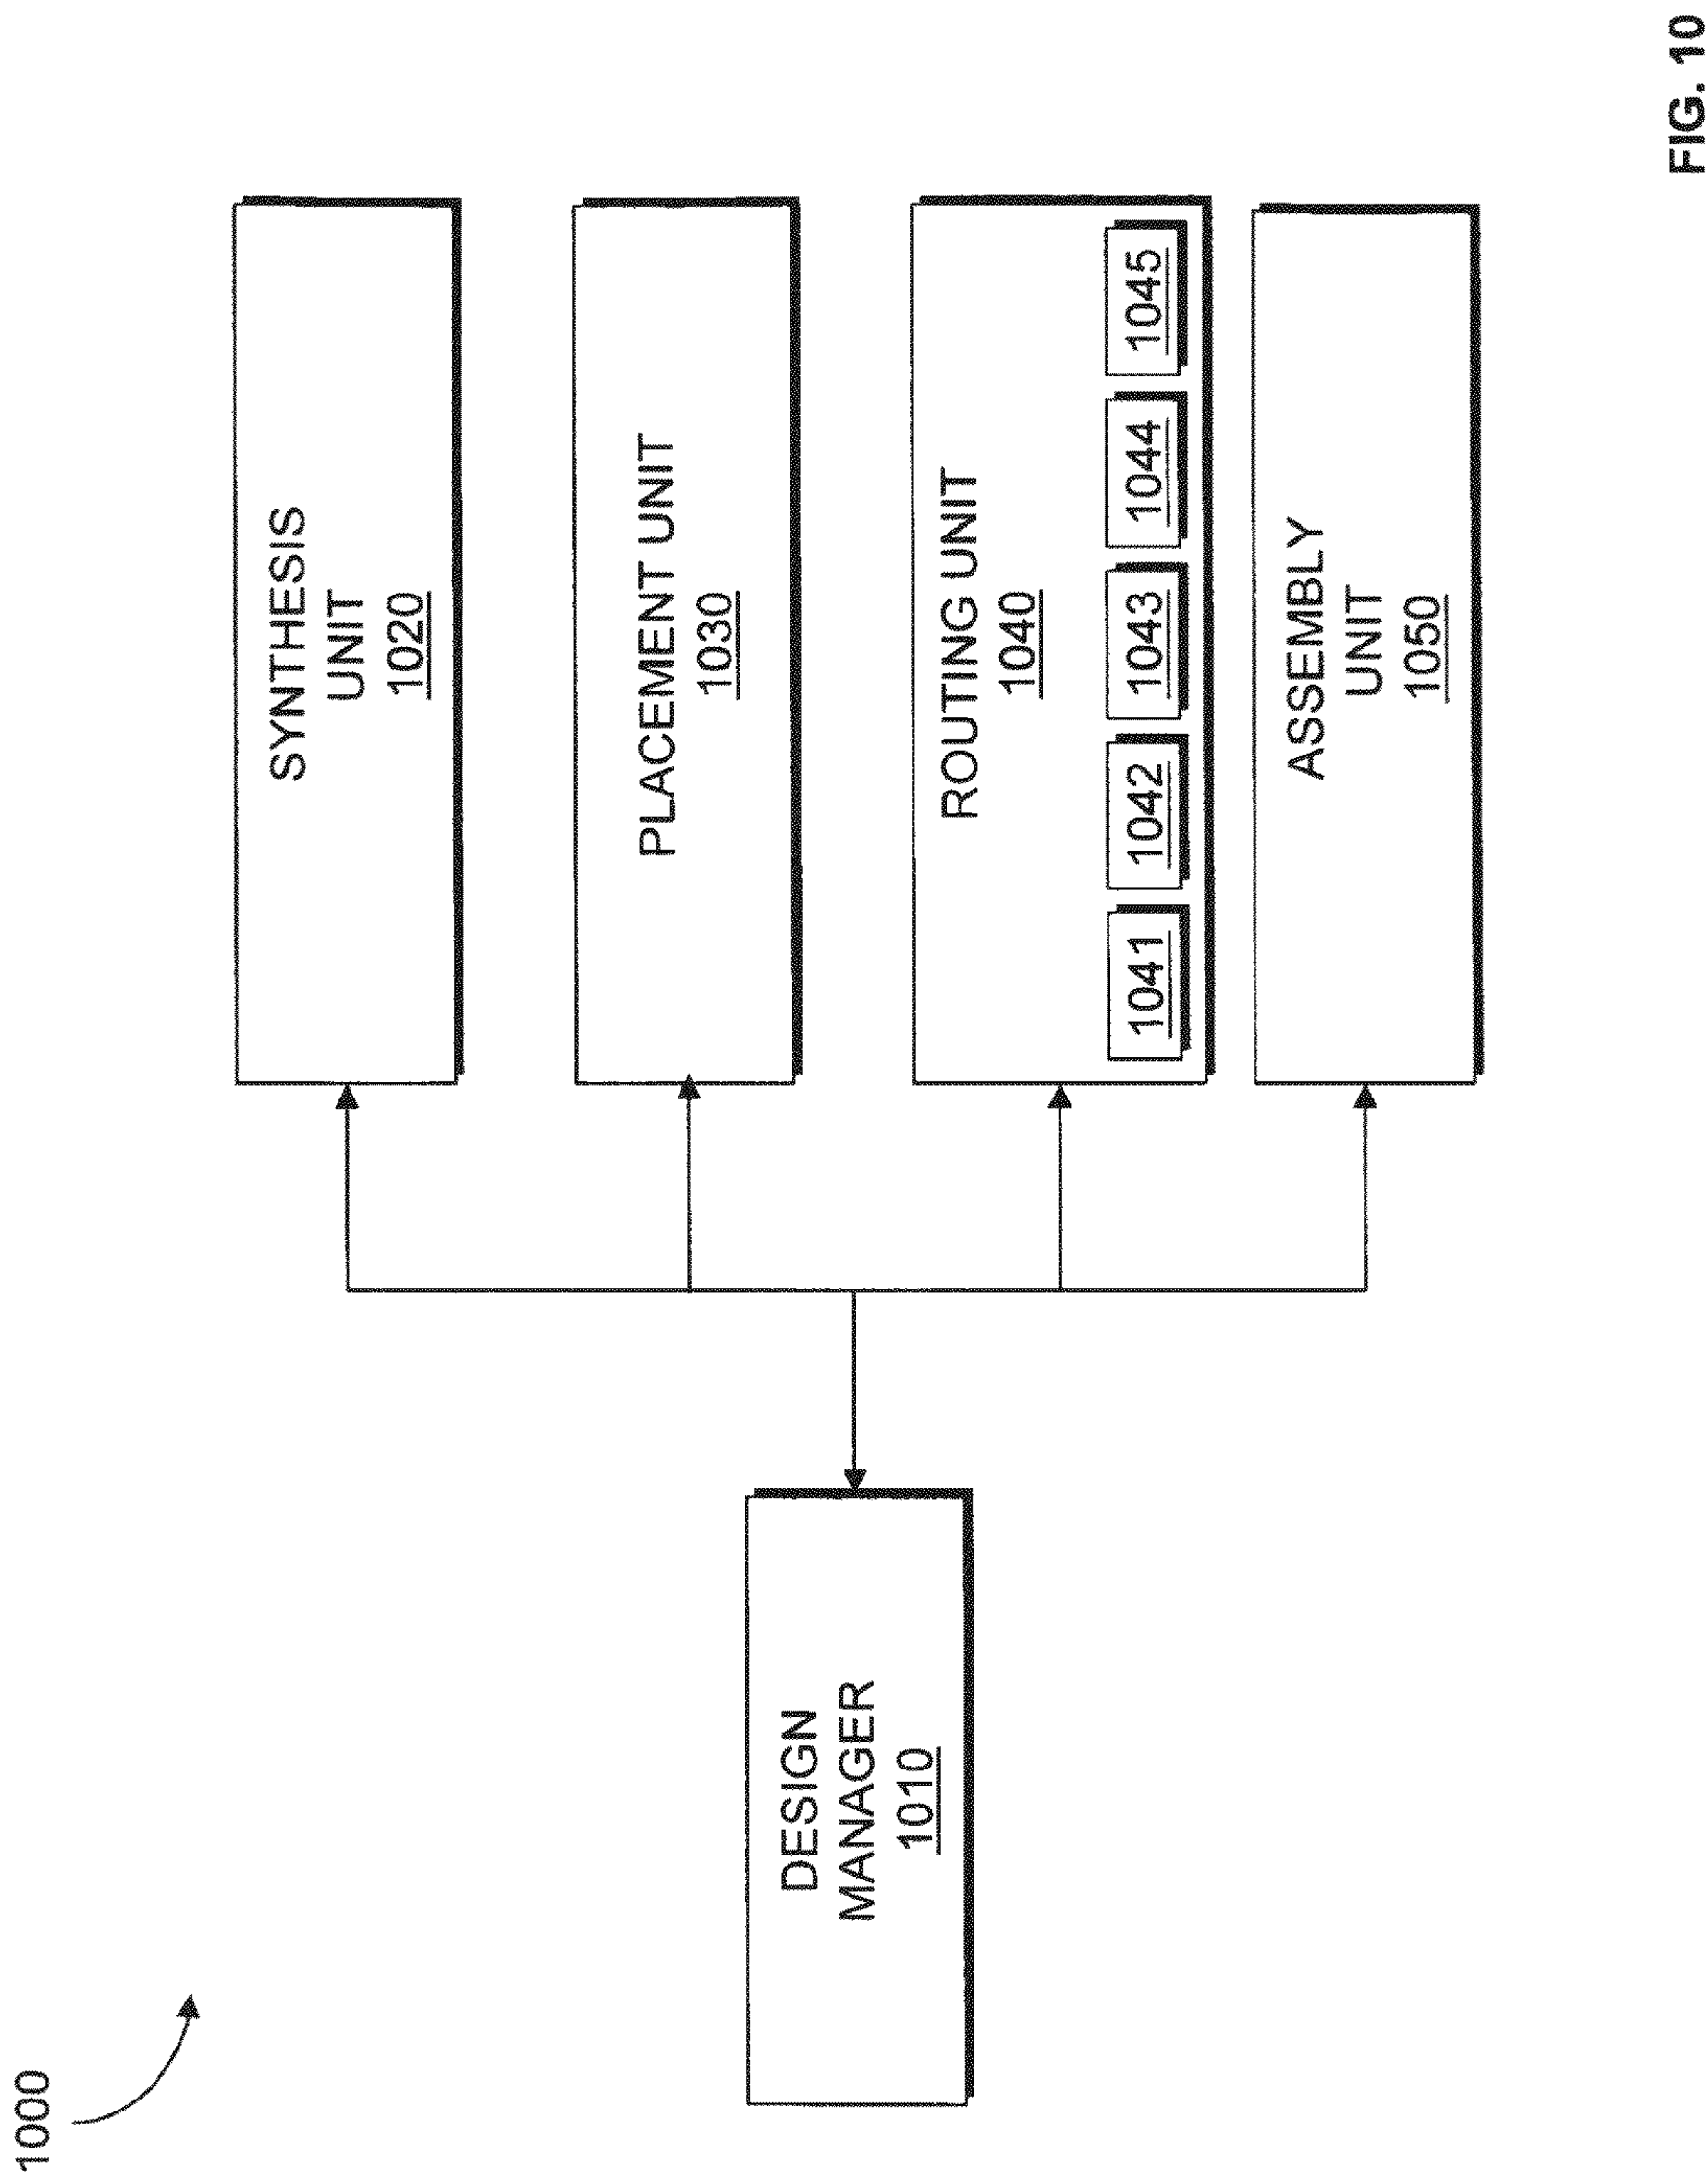 1000
DESIGN
MANAGER
1010
SYNTHESIS
UNIT
1020
PLACEMENT UNIT
1030
ROUTING UNIT
1040
1041
1042
1043
1044
1045
ASSEMBLY
UNIT
1050
FIG. 10